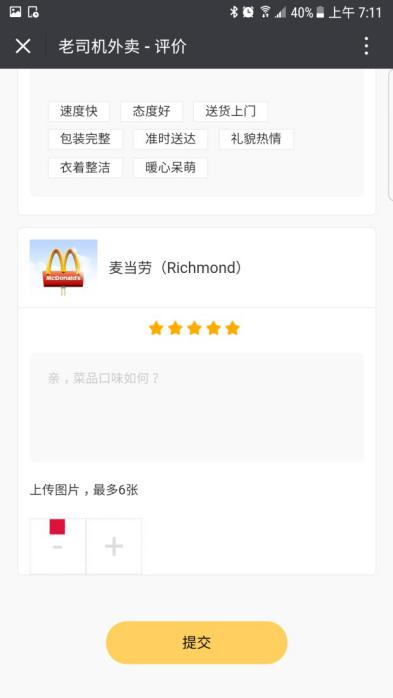 40% 上午 7:11
老司机外卖 - 评价
速度快 态度好 送货上门
包装完整 准时送达 礼貌热情
衣着整洁 暖心呆萌
McDonald's
麦当劳（Richmond）
亲，菜品口味如何？
上传图片，最多6张
- +
提交